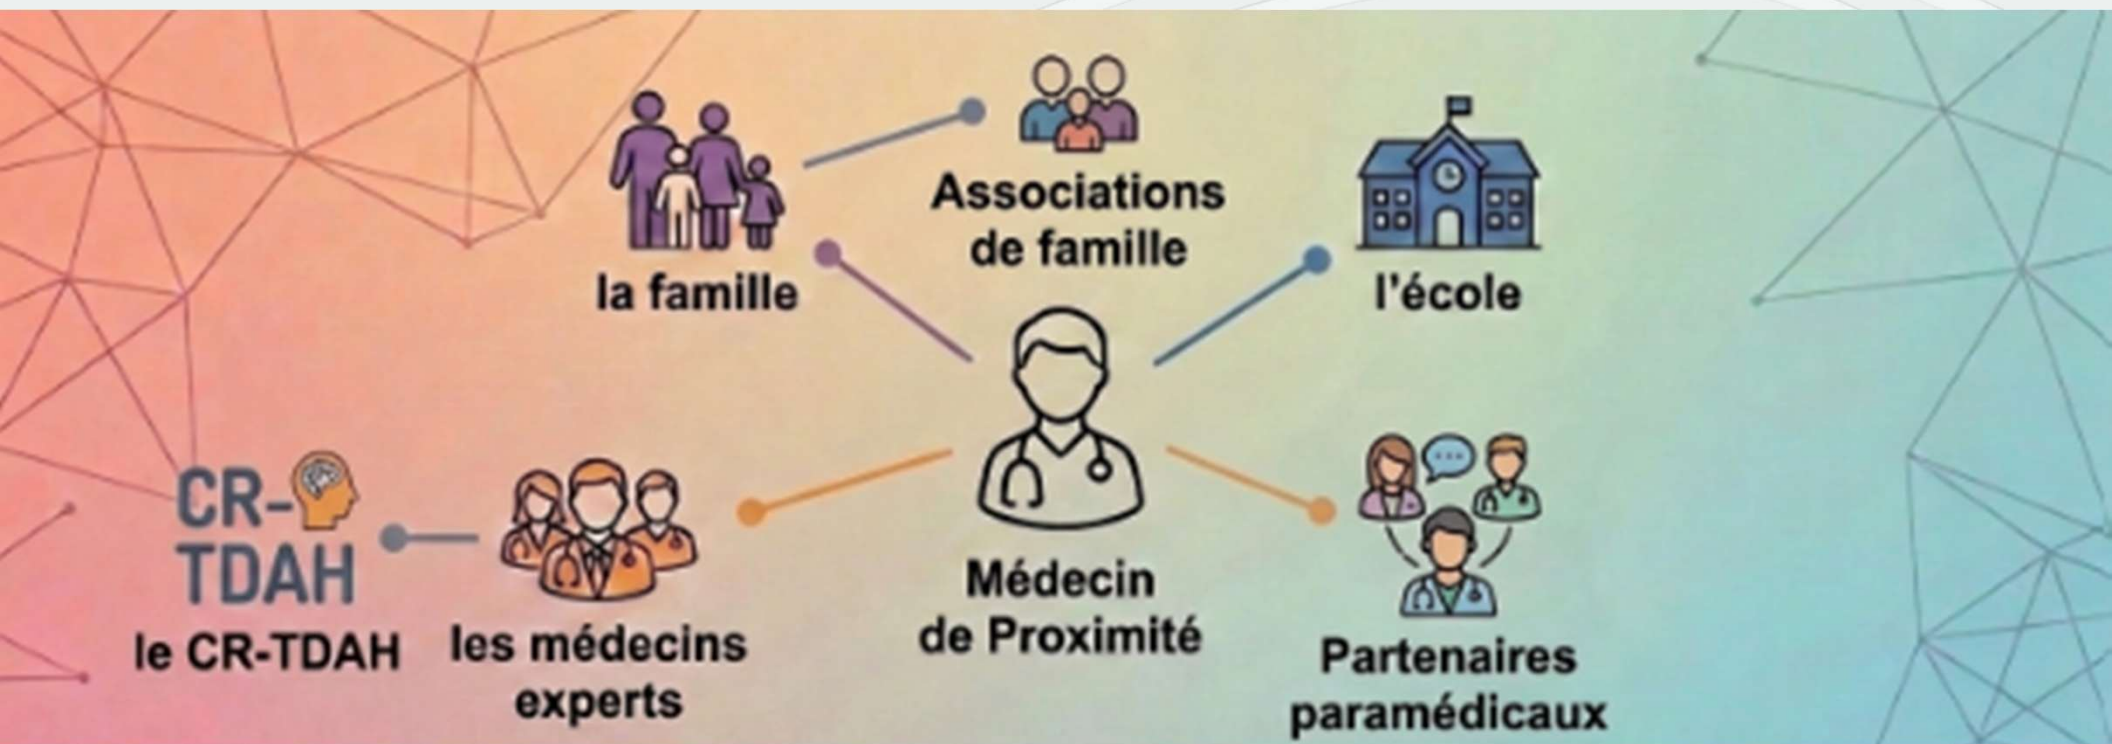 la famille
Associations
de famille
l'école
CR-
TDAH
le CR-TDAH
les médecins
experts
Médecin
de Proximité
Partenaires
paramédicaux